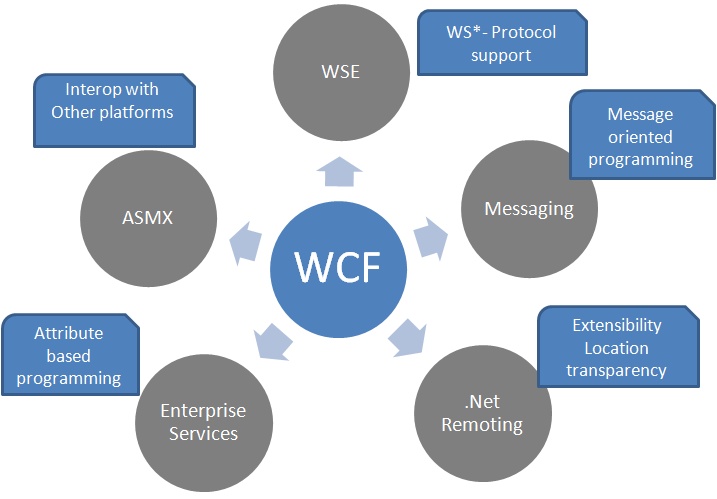 WS*- Protocol
support
WSE
Interop with
Other platforms
Message
oriented
programming
ASMX
Messaging
WCF
Attribute
based
programming
Extensibility
Location
transparency
Enterprise
Services
.Net
Remoting